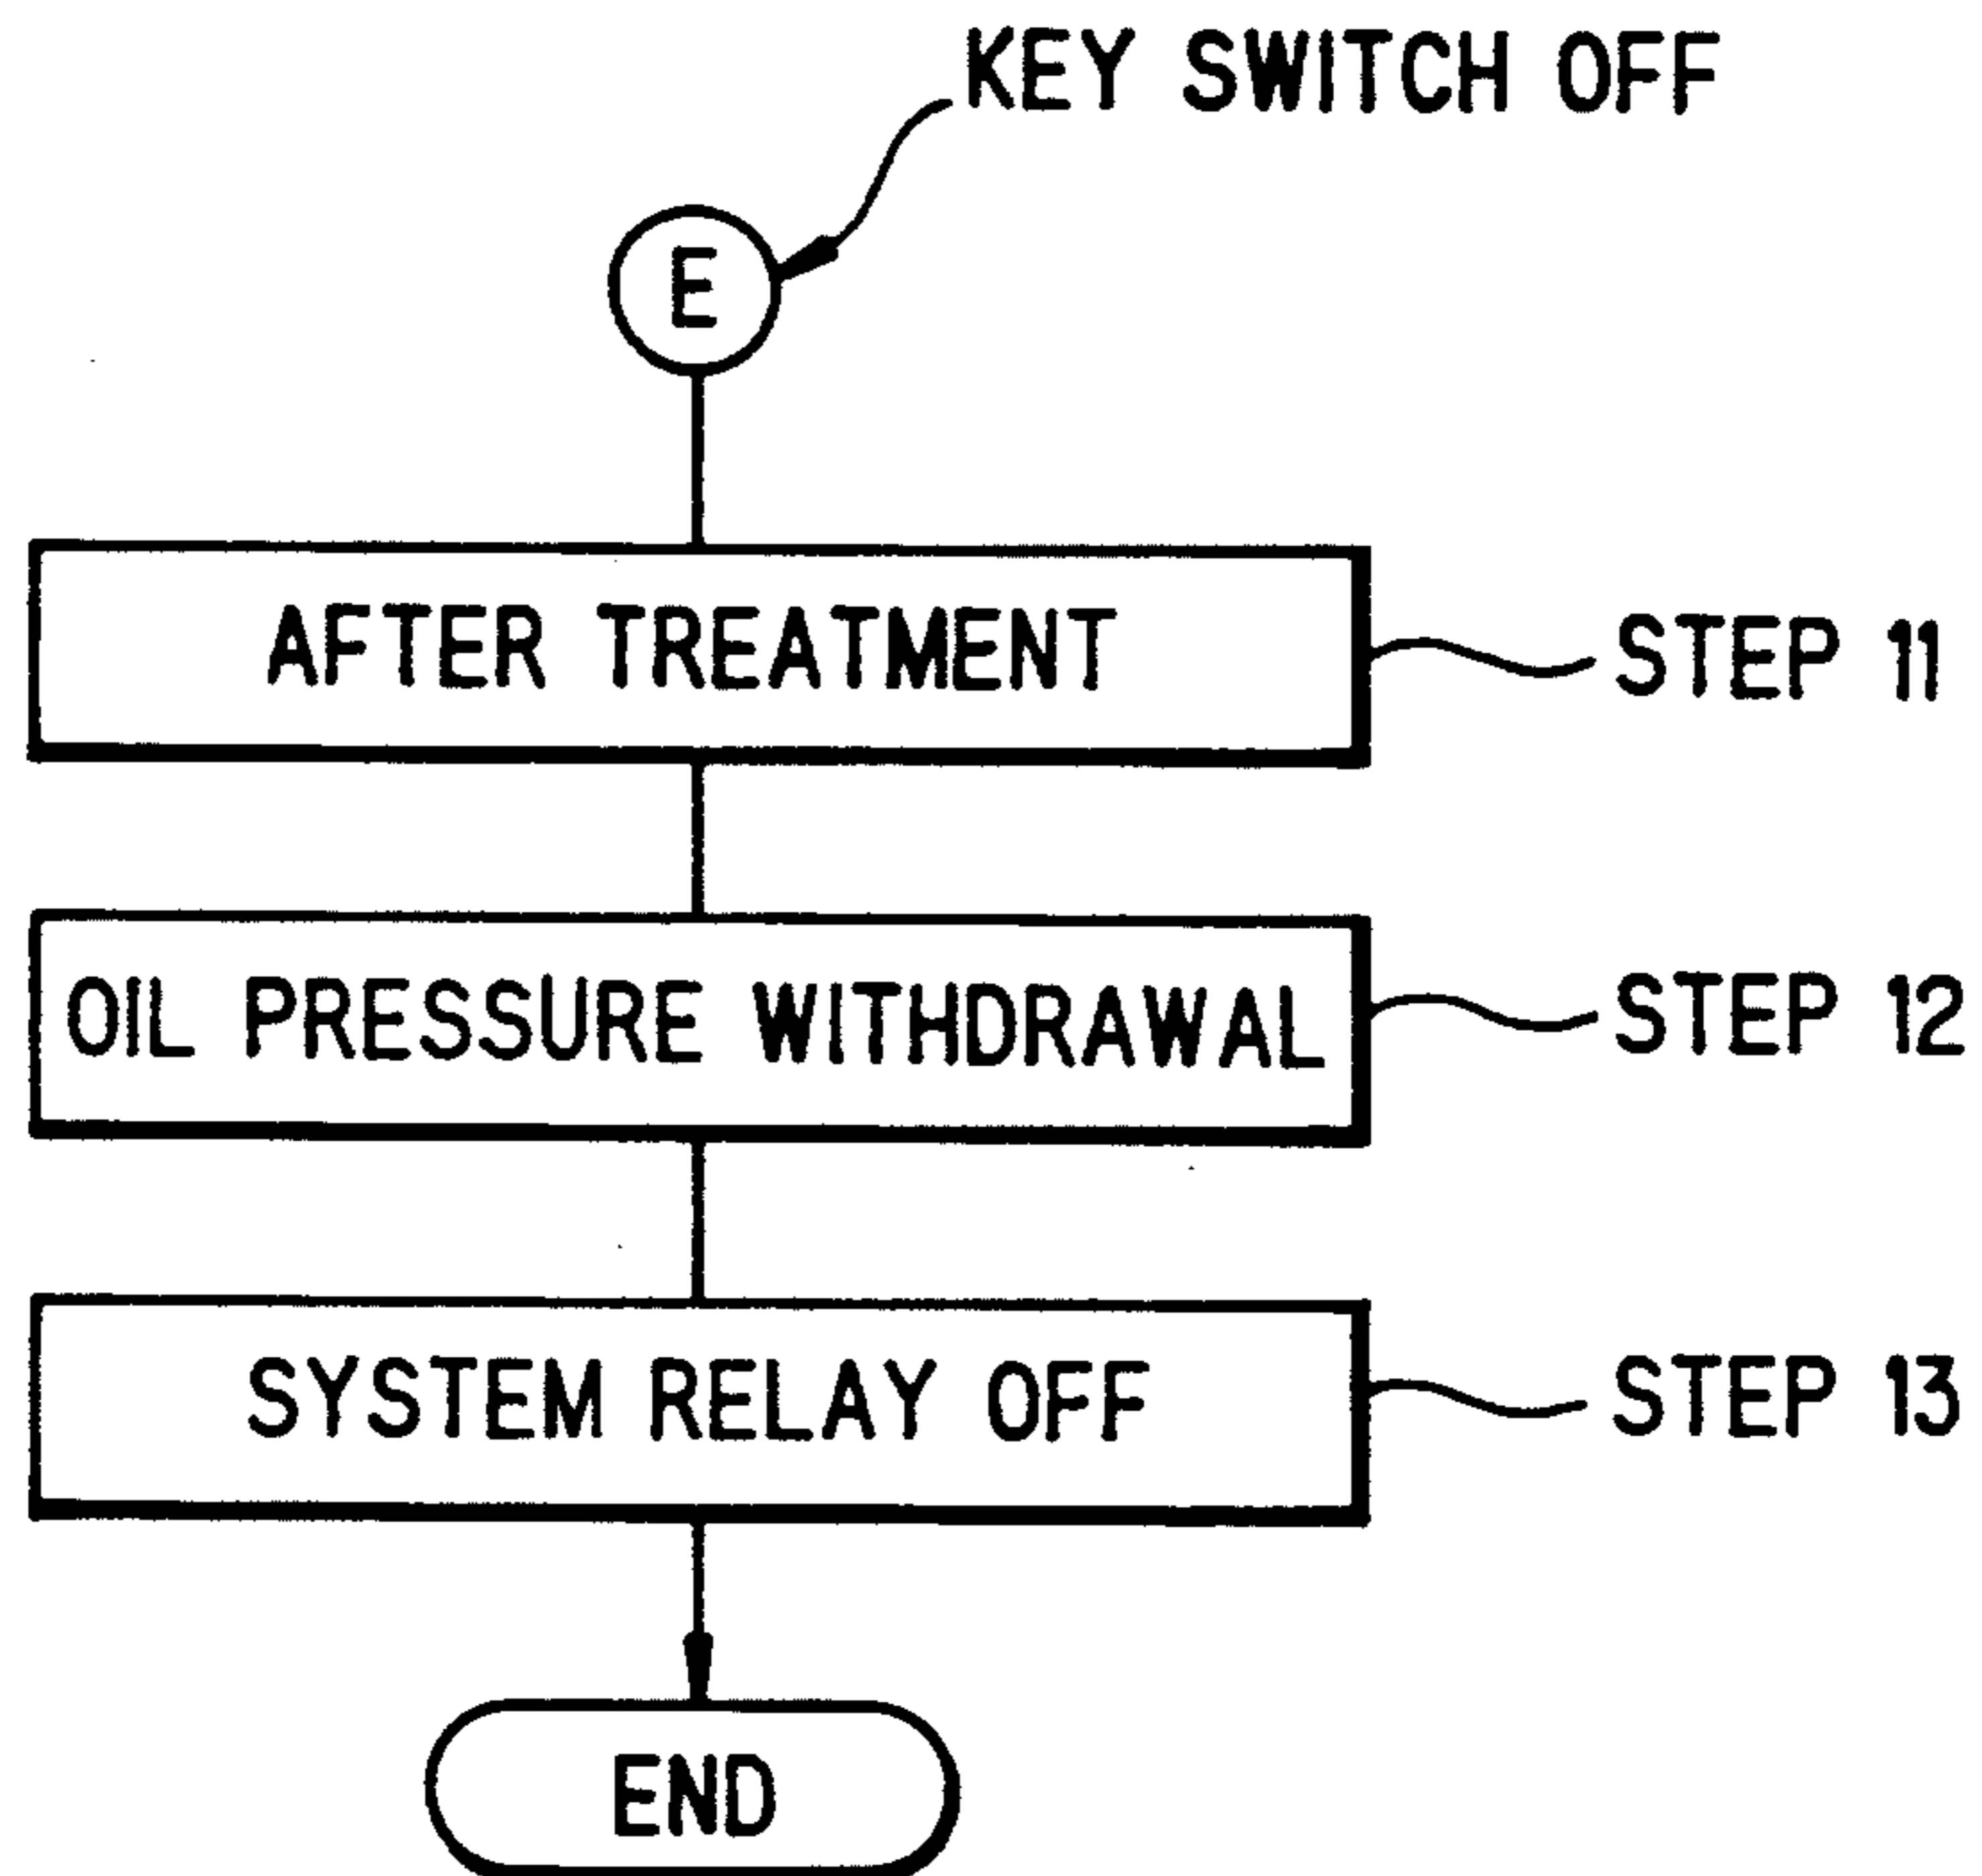 KEY SWITCH OFF
E
AFTER TREATMENT
STEP 11
OIL PRESSURE WITHDRAWAL
STEP 12
SYSTEM RELAY OFF
STEP 13
END